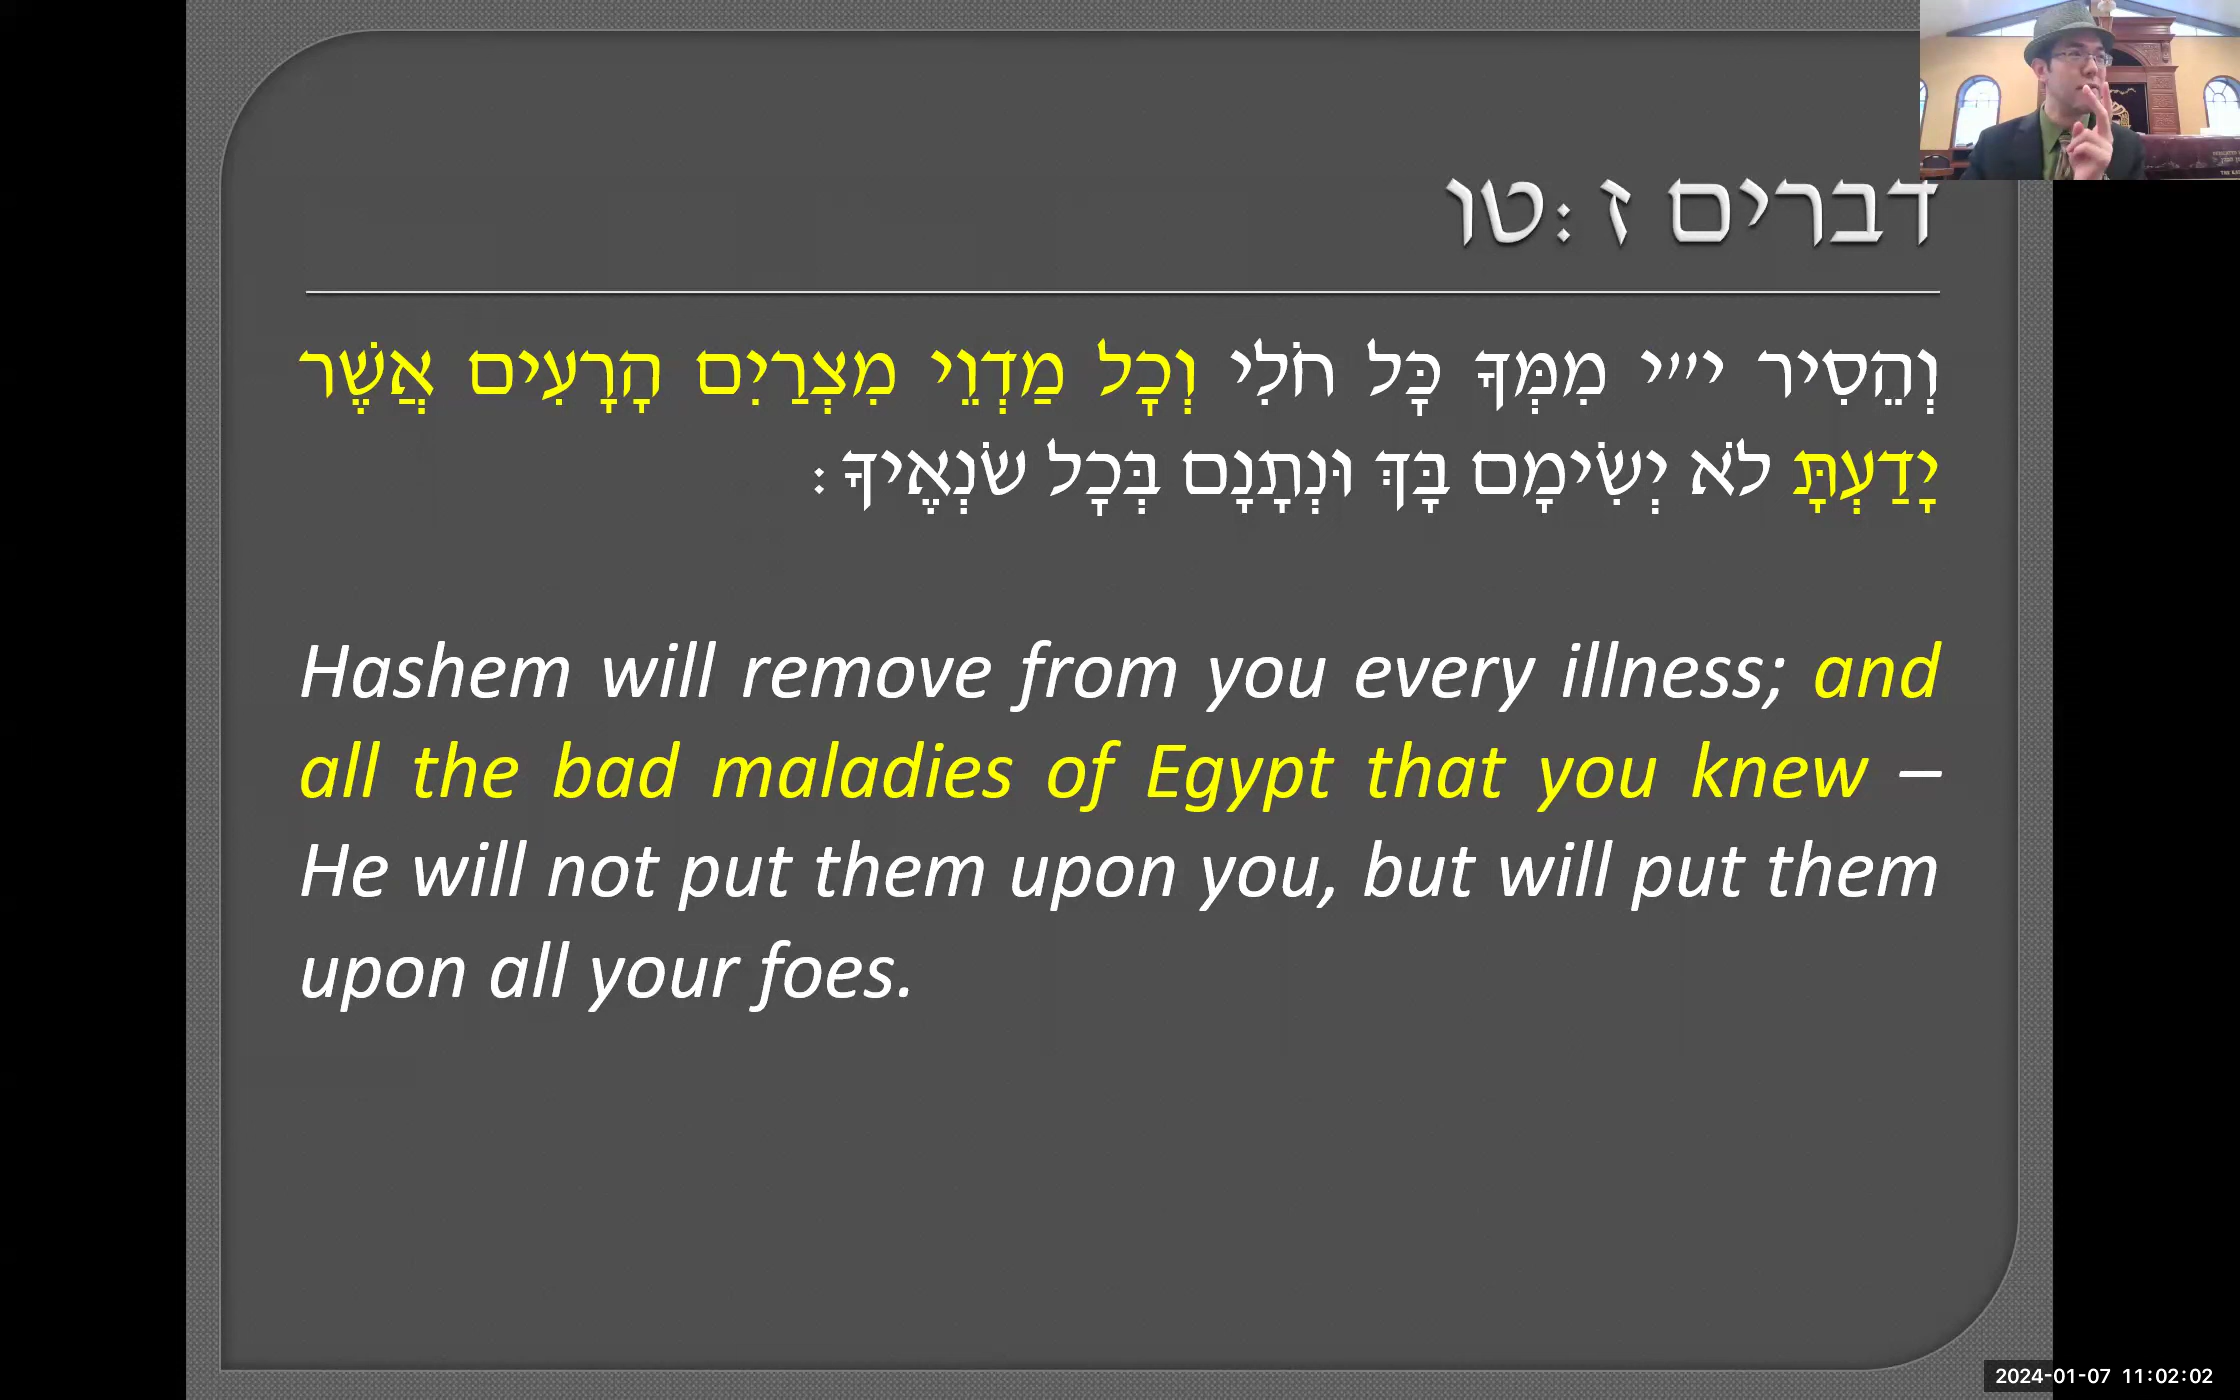 דברים ז :טו
וְהֵסִיר י״י מִמְּךָ כָּל חֹלִי וְכָל מַדְוֵי מִצְרַיִם הָרָעִים אֲשֶׁר
יָדַעְתָּ לֹא יְשִׂימָם בָּךְ וּנְתָנָם בְּכָל שֹׂנְאֶיךָ :
Hashem will remove from you every illness; and
all the bad maladies of Egypt that you knew –
He will not put them upon you, but will put them
upon all your foes.
2024-01-07 11:02:02